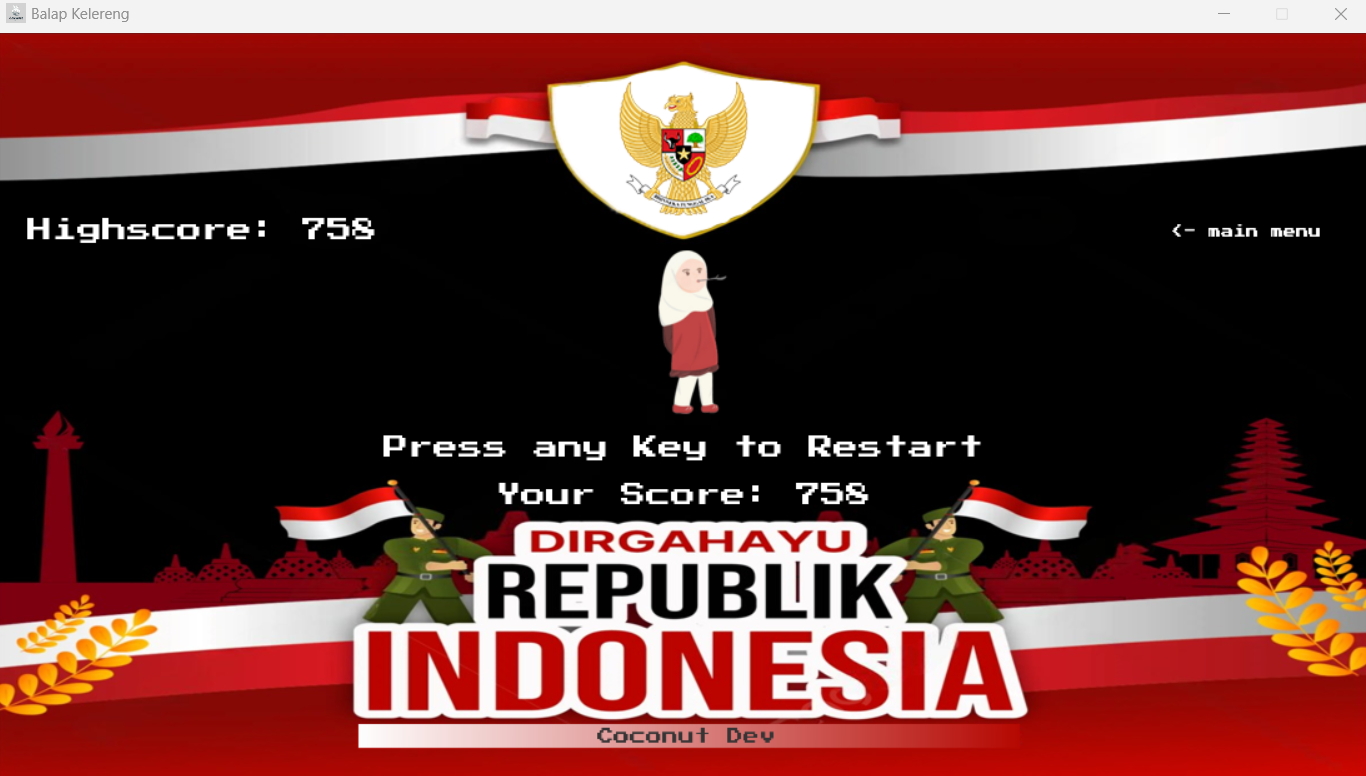 Balap Kelereng
Highscore: 758
<- main menu
Press any Key to Restart
Your Score: 758
DIRGAHAYU
REPUBLIK
INDONESIA
Coconut Dev